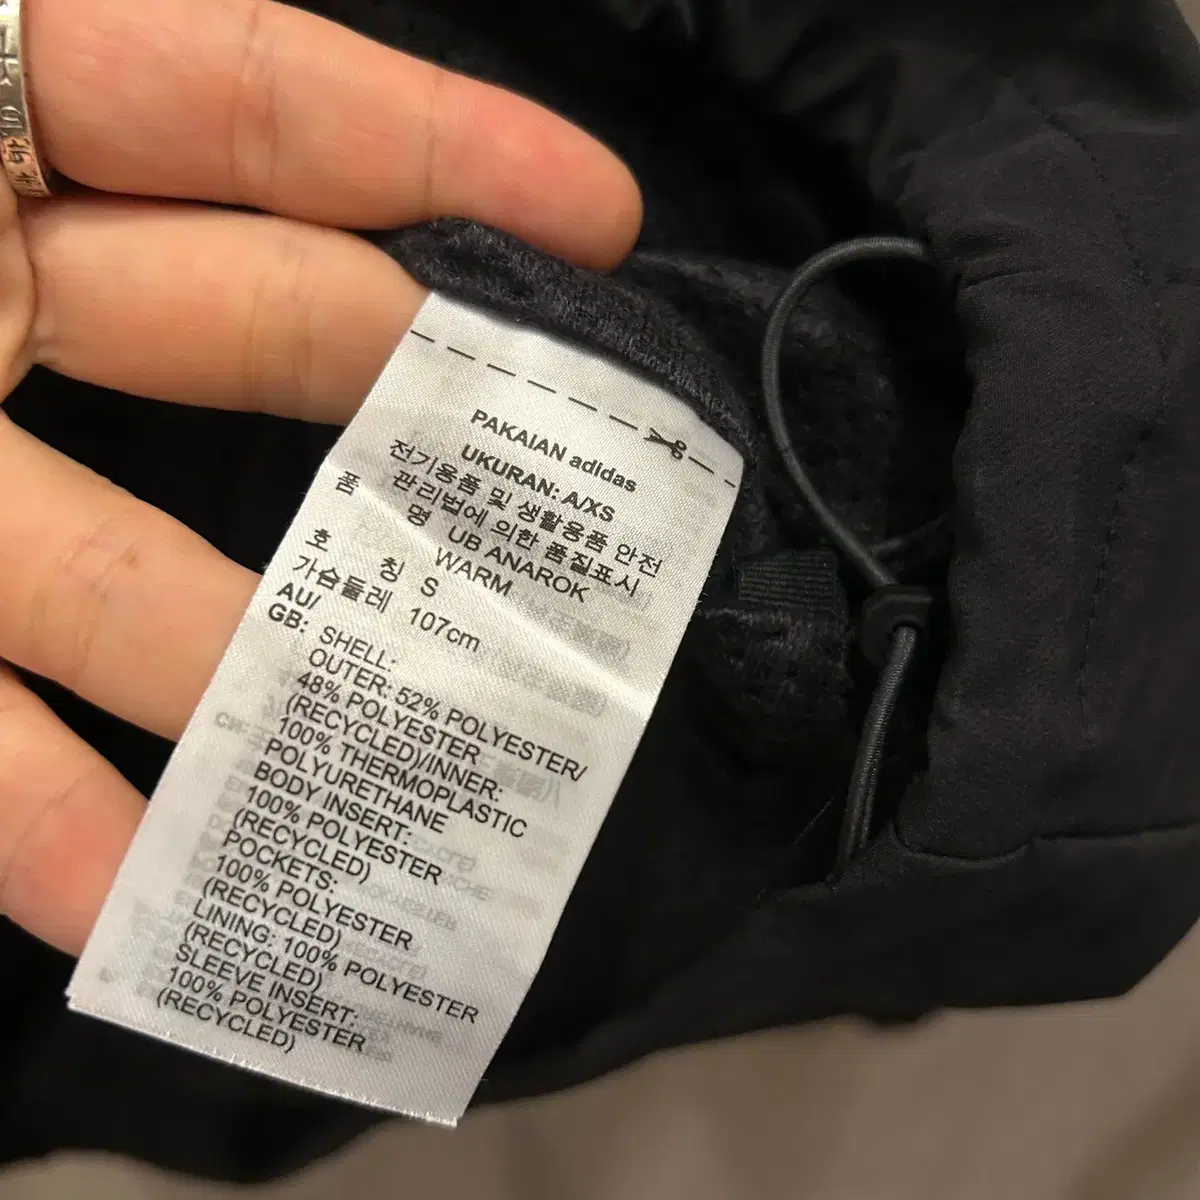 PAKAIAN adidas
UKURAN: A/XS
전기용품 및 생활용품 안전
관리법에 의한 품질표시
품 명 UB ANAROK
WARM
호 칭 S
가슴둘레 107cm
AU/
GB: SHELL:
OUTER: 52% POLYESTER/
48% POLYESTER
(RECYCLED)/INNER:
100% THERMOPLASTIC
POLYURETHANE
BODY INSERT:
100% POLYESTER
(RECYCLED)
POCKETS:
100% POLYESTER
(RECYCLED)
LINING: 100% POLYESTER
(RECYCLED)
SLEEVE INSERT:
100% POLYESTER
(RECYCLED)